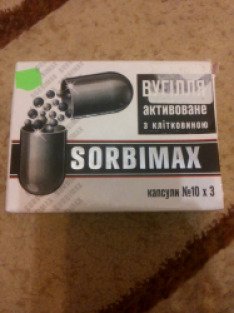 ВУГІЛЛЯ
активоване
з клітковиною
SORBIMAX
капсули №10 х 3